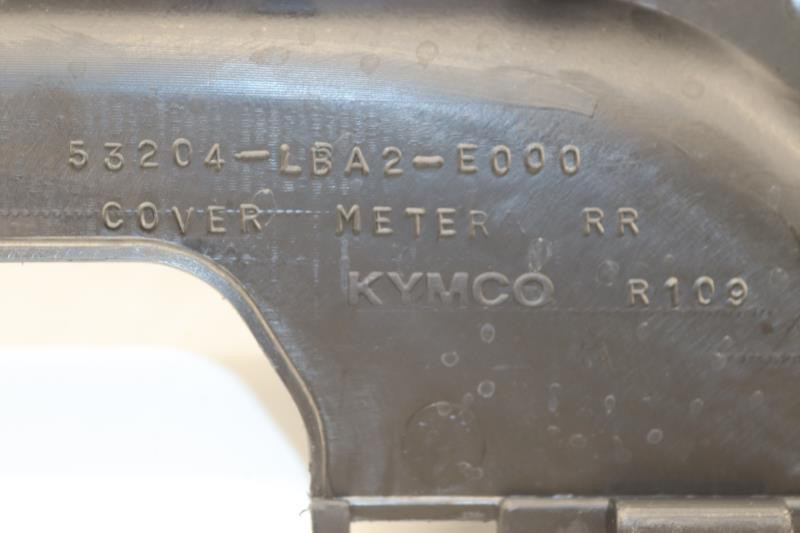 53204-LBA2-E000
COVER METER RR
KYMCO R109